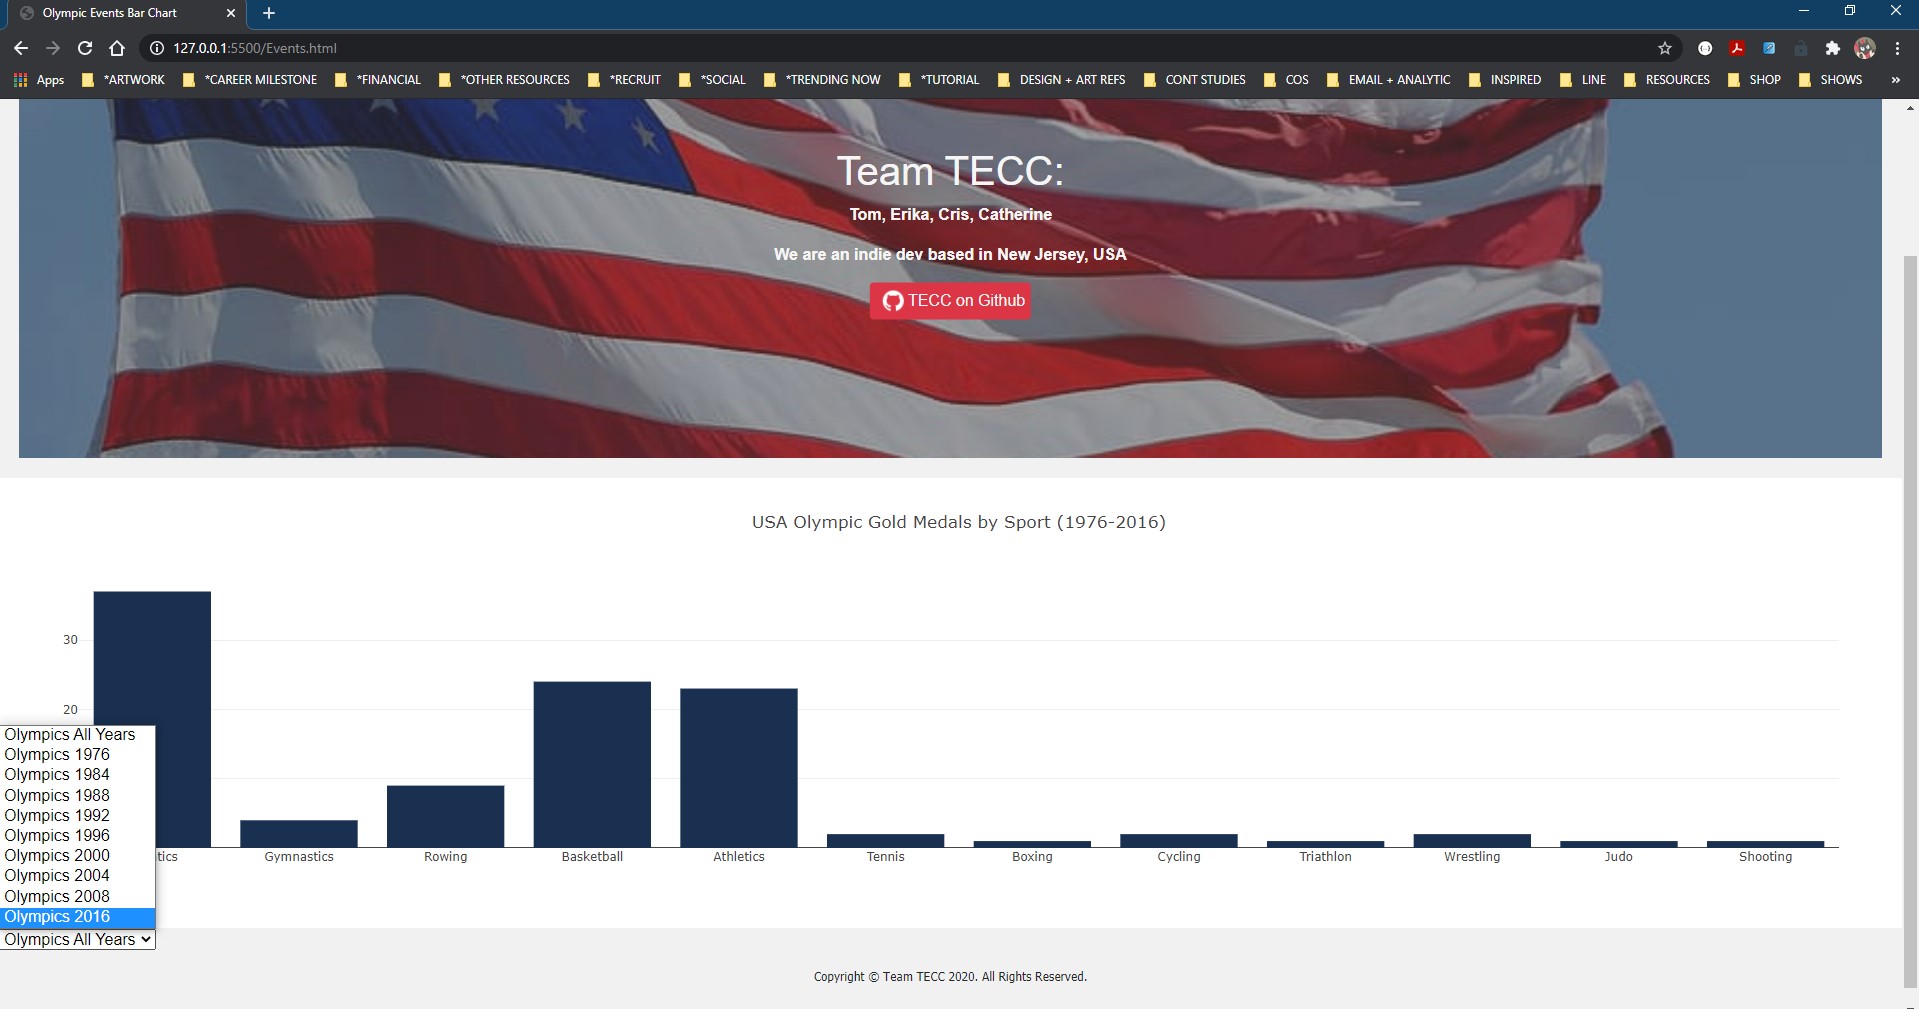 Olympic Events Bar Chart
127.0.0.1:5500/Events.html
Apps *ARTWORK *CAREER MILESTONE *FINANCIAL *OTHER RESOURCES *RECRUIT *SOCIAL *TRENDING NOW *TUTORIAL DESIGN + ART REFS CONT STUDIES COS EMAIL + ANALYTIC INSPIRED LINE RESOURCES SHOP SHOWS »
Team TECC:
Tom, Erika, Cris, Catherine
We are an indie dev based in New Jersey, USA
TECC on Github
USA Olympic Gold Medals by Sport (1976-2016)
30
20
Olympics All Years
Olympics 1976
Olympics 1984
Olympics 1988
Olympics 1992
Olympics 1996
Olympics 2000
Olympics 2004
Olympics 2008
Olympics 2016
Olympics All Years
tics Gymnastics Rowing Basketball Athletics Tennis Boxing Cycling Triathlon Wrestling Judo Shooting
Copyright © Team TECC 2020. All Rights Reserved.